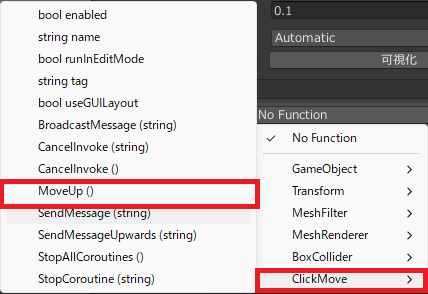 bool enabled
string name
bool runInEditMode
string tag
bool useGUILayout
BroadcastMessage (string)
CancelInvoke (string)
CancelInvoke ()
MoveUp ()
SendMessage (string)
SendMessageUpwards (string)
StopAllCoroutines ()
StopCoroutine (string)
0.1
Automatic
可視化
No Function
✓ No Function
GameObject >
Transform >
MeshFilter >
MeshRenderer >
BoxCollider >
ClickMove >